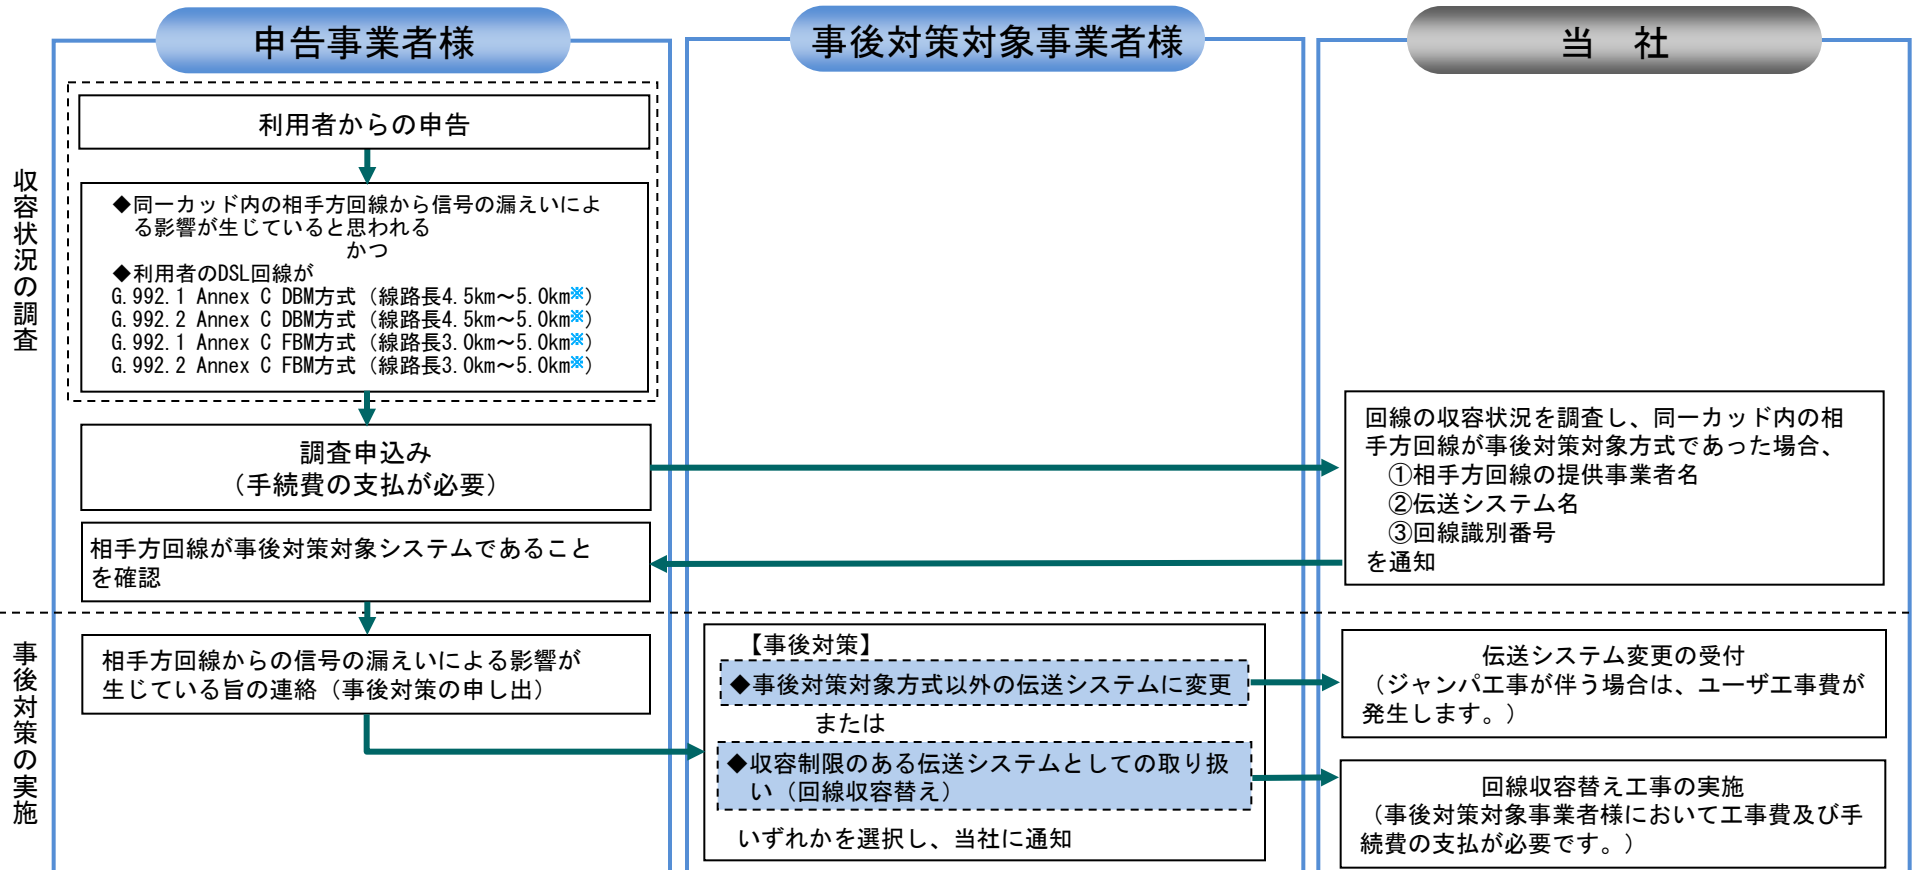 申告事業者様
事後対策対象事業者様
当　社
収容状況の調査
利用者からの申告
◆同一カッド内の相手方回線から信号の漏えいによ
る影響が生じていると思われる
かつ
◆利用者のDSL回線が
G.992.1 Annex C DBM方式（線路長4.5km～5.0km※）
G.992.2 Annex C DBM方式（線路長4.5km～5.0km※）
G.992.1 Annex C FBM方式（線路長3.0km～5.0km※）
G.992.2 Annex C FBM方式（線路長3.0km～5.0km※）
調査申込み
（手続費の支払が必要）
回線の収容状況を調査し、同一カッド内の相
手方回線が事後対策対象方式であった場合、
①相手方回線の提供事業者名
②伝送システム名
③回線識別番号
を通知
相手方回線が事後対策対象システムであること
を確認
事後対策の実施
相手方回線からの信号の漏えいによる影響が
生じている旨の連絡（事後対策の申し出）
【事後対策】
◆事後対策対象方式以外の伝送システムに変更
または
◆収容制限のある伝送システムとしての取り扱
い（回線収容替え）
いずれかを選択し、当社に通知
伝送システム変更の受付
（ジャンパ工事が伴う場合は、ユーザ工事費が
発生します。）
回線収容替え工事の実施
（事後対策対象事業者様において工事費及び手
続費の支払が必要です。）